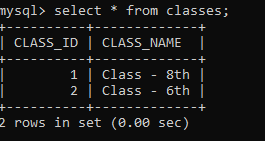 mysql> select * from classes;
+----------+-------------+
| CLASS_ID | CLASS_NAME  |
+----------+-------------+
|        1 | Class - 8th |
|        2 | Class - 6th |
+----------+-------------+
2 rows in set (0.00 sec)